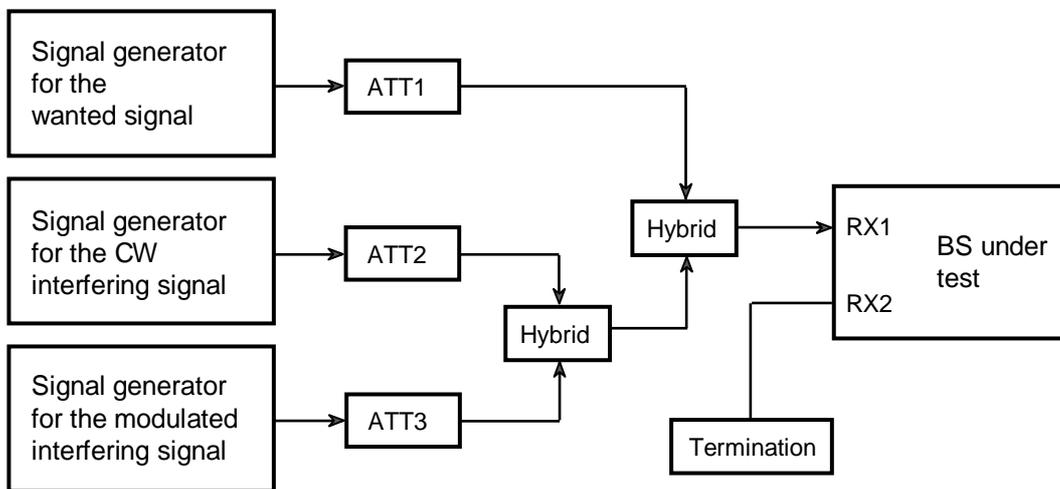 Signal generator
for the
wanted signal
ATT1
Signal generator
for the CW
interfering signal
ATT2
Hybrid
Hybrid
Signal generator
for the modulated
interfering signal
ATT3
RX1
RX2
BS under
test
Termination